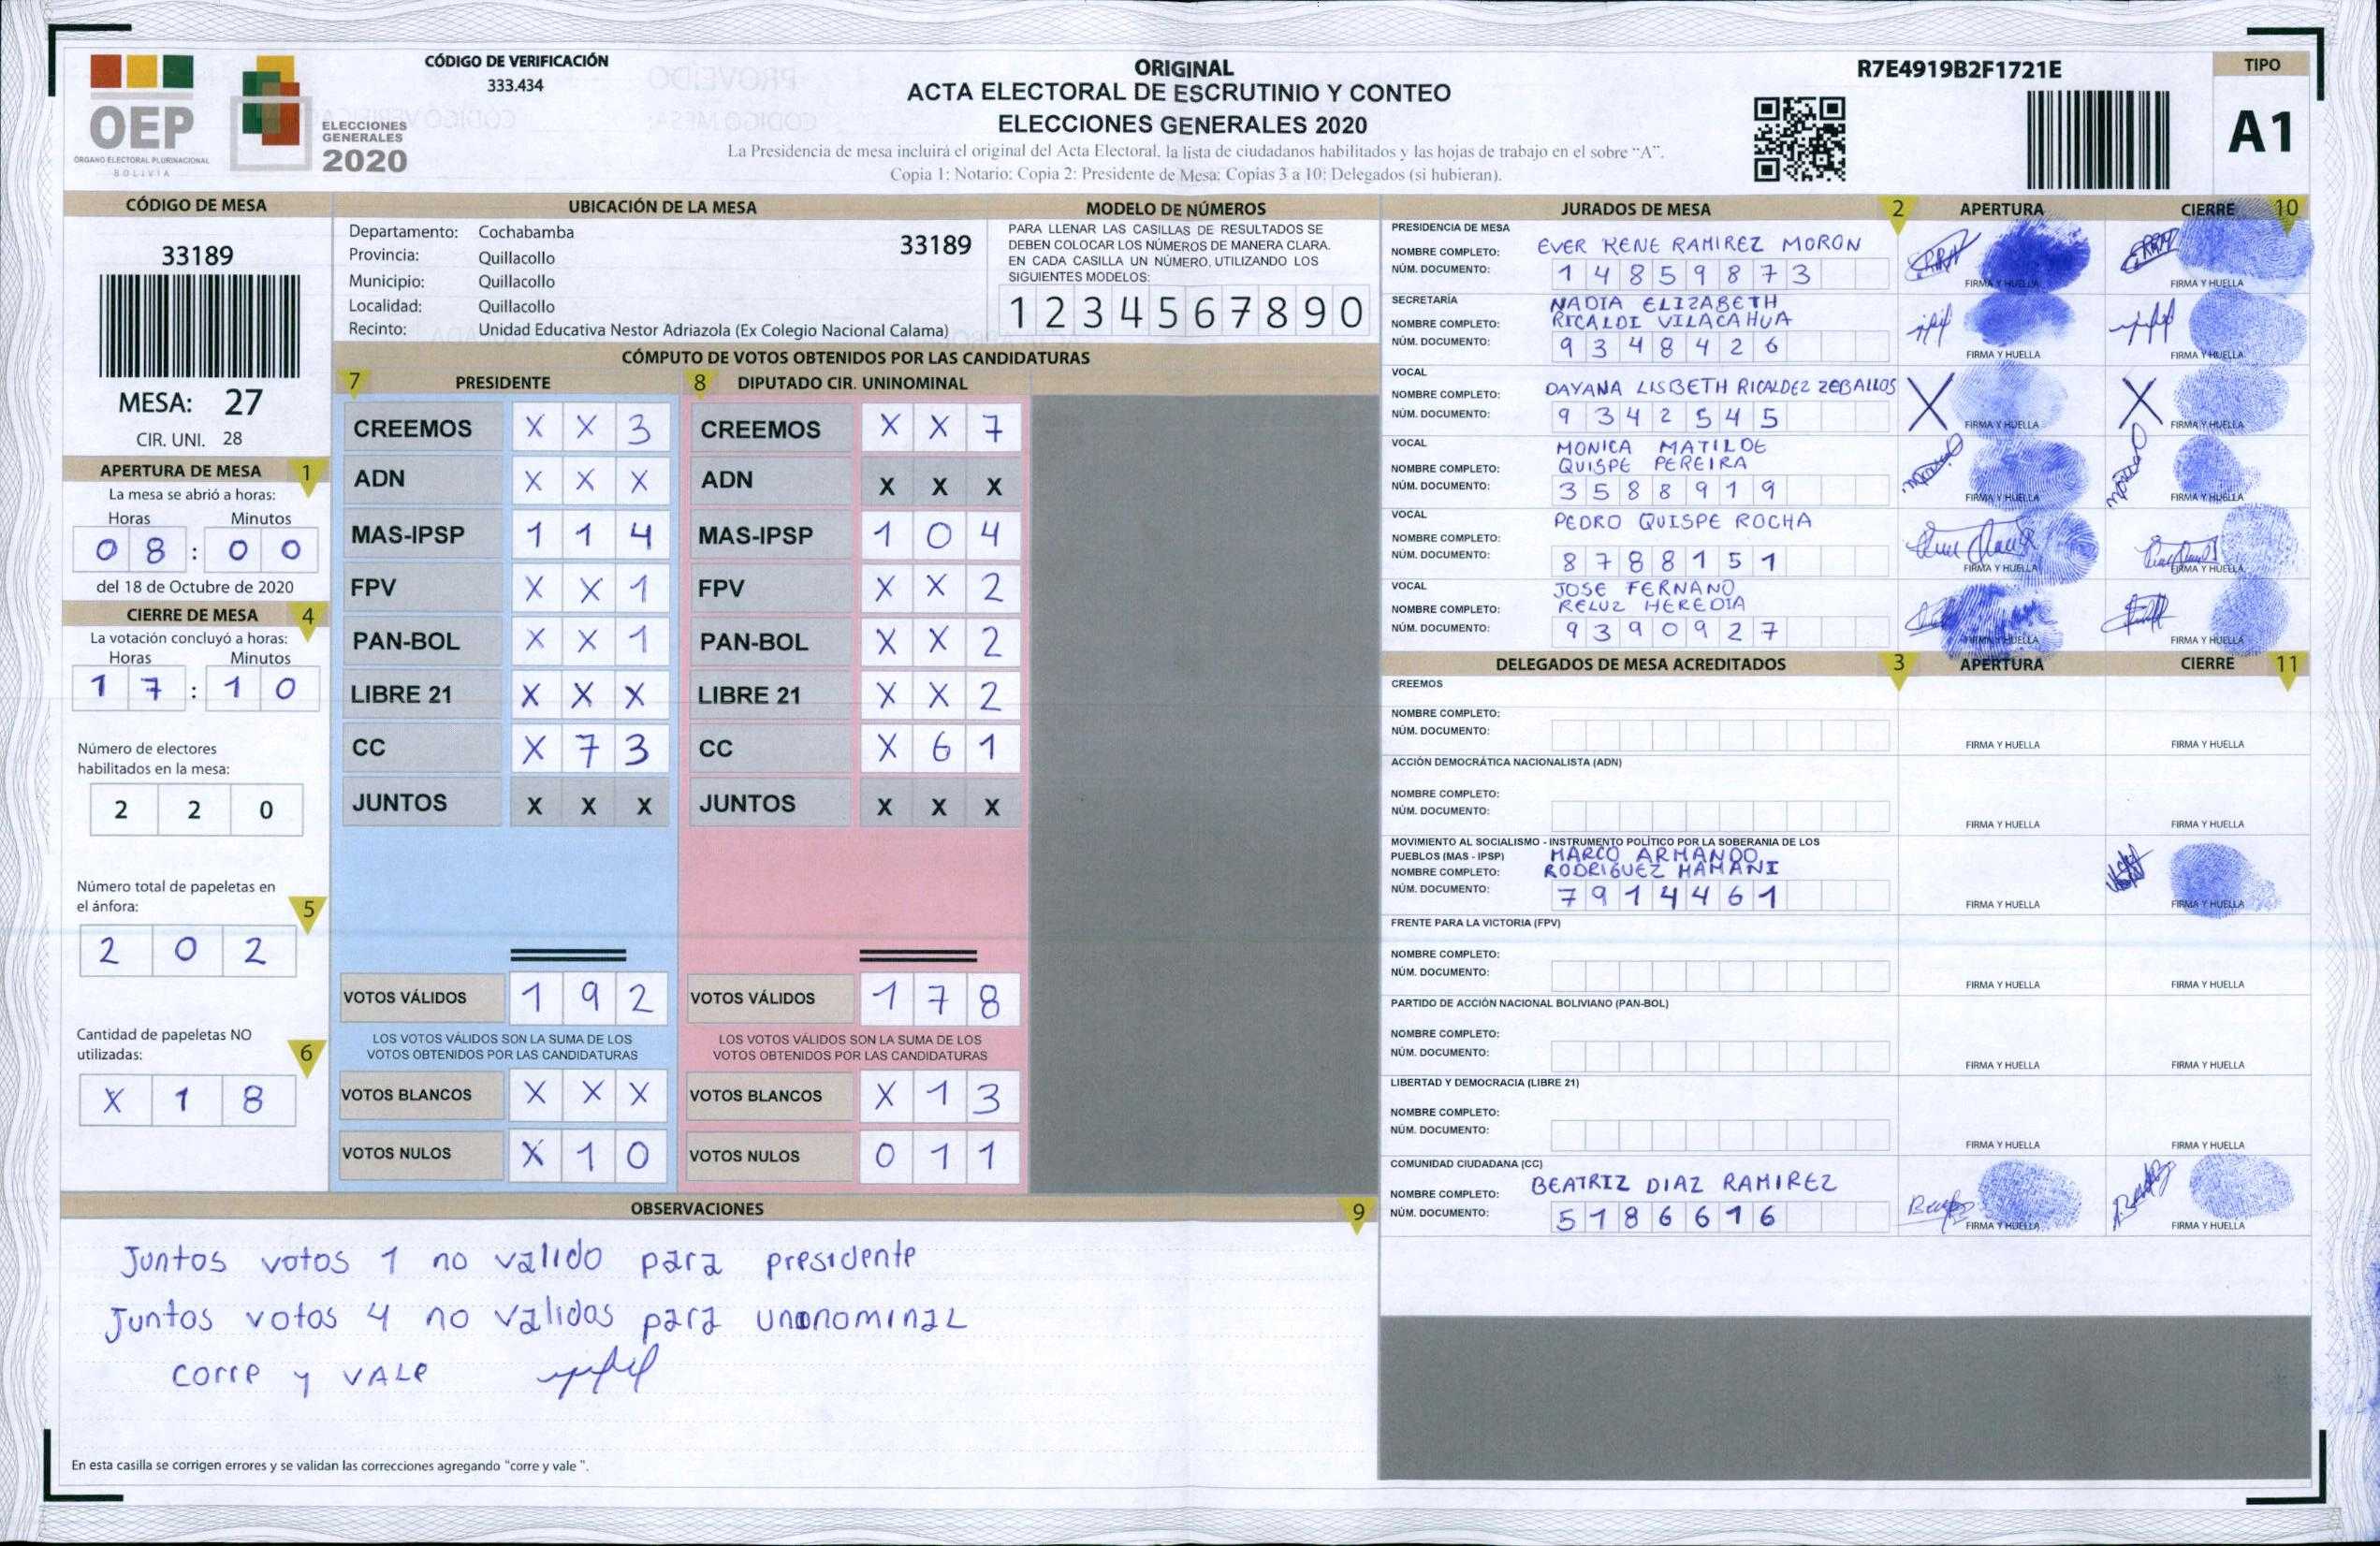 OEP
ÓRGANO ELECTORAL PLURINACIONAL
BOLIVIA
ELECCIONES
GENERALES
2020
CÓDIGO DE VERIFICACIÓN
333.434
ORIGINAL
ACTA ELECTORAL DE ESCRUTINIO Y CONTEO
ELECCIONES GENERALES 2020
La Presidencia de mesa incluirá el original del Acta Electoral, la lista de ciudadanos habilitados y las hojas de trabajo en el sobre "A".
Copia 1: Notario; Copia 2: Presidente de Mesa; Copias 3 a 10: Delegados (si hubieran).
R7E4919B2F1721E
TIPO
A1
CÓDIGO DE MESA
33189
MESA: 27
CIR. UNI. 28
APERTURA DE MESA 1
La mesa se abrió a horas:
Horas Minutos
0 8 : 0 0
del 18 de Octubre de 2020
CIERRE DE MESA 4
La votación concluyó a horas:
Horas Minutos
1 7 : 1 0
Número de electores
habilitados en la mesa:
2 2 0
Número total de papeletas en
el ánfora: 5
2 0 2
Cantidad de papeletas NO
utilizadas: 6
X 1 8
UBICACIÓN DE LA MESA
Departamento: Cochabamba
33189
Provincia: Quillacollo
Municipio: Quillacollo
Localidad: Quillacollo
Recinto: Unidad Educativa Nestor Adriazola (Ex Colegio Nacional Calama)
MODELO DE NÚMEROS
PARA LLENAR LAS CASILLAS DE RESULTADOS SE
DEBEN COLOCAR LOS NÚMEROS DE MANERA CLARA.
EN CADA CASILLA UN NÚMERO, UTILIZANDO LOS
SIGUIENTES MODELOS:
1 2 3 4 5 6 7 8 9 0
CÓMPUTO DE VOTOS OBTENIDOS POR LAS CANDIDATURAS
7 PRESIDENTE 8 DIPUTADO CIR. UNINOMINAL
CREEMOS X X 3 CREEMOS X X 7
ADN X X X ADN X X X
MAS-IPSP 1 1 4 MAS-IPSP 1 0 4
FPV X X 1 FPV X X 2
PAN-BOL X X 1 PAN-BOL X X 2
LIBRE 21 X X X LIBRE 21 X X 2
CC X 7 3 CC X 6 1
JUNTOS X X X JUNTOS X X X
VOTOS VÁLIDOS 1 9 2 VOTOS VÁLIDOS 1 7 8
LOS VOTOS VÁLIDOS SON LA SUMA DE LOS LOS VOTOS VÁLIDOS SON LA SUMA DE LOS
VOTOS OBTENIDOS POR LAS CANDIDATURAS VOTOS OBTENIDOS POR LAS CANDIDATURAS
VOTOS BLANCOS X X X VOTOS BLANCOS X 1 3
VOTOS NULOS X 1 0 VOTOS NULOS 0 1 1
OBSERVACIONES 9
Juntos votos 1 no valido para presidente
Juntos votos 4 no validos para unonominaL
corre y VALE
En esta casilla se corrigen errores y se validan las correcciones agregando "corre y vale ".
JURADOS DE MESA 2 APERTURA CIERRE 10
PRESIDENCIA DE MESA
NOMBRE COMPLETO: EVER RENE RAMIREZ MORON
NÚM. DOCUMENTO: 1 4 8 5 9 8 7 3
FIRMA Y HUELLA FIRMA Y HUELLA
SECRETARÍA
NADIA ELIZABETH
NOMBRE COMPLETO: RICALDI VILACAHUA
NÚM. DOCUMENTO: 9 3 4 8 4 2 6
FIRMA Y HUELLA FIRMA Y HUELLA
VOCAL
NOMBRE COMPLETO: DAYANA LISBETH RICALDEZ ZEBALLOS
NÚM. DOCUMENTO: 9 3 4 2 5 4 5
X X
FIRMA Y HUELLA FIRMA Y HUELLA
VOCAL
MONICA MATILDE
NOMBRE COMPLETO: QUISPE PEREIRA
NÚM. DOCUMENTO: 3 5 8 8 9 1 9
FIRMA Y HUELLA FIRMA Y HUELLA
VOCAL
NOMBRE COMPLETO: PEDRO QUISPE ROCHA
NÚM. DOCUMENTO: 8 7 8 8 1 5 1
FIRMA Y HUELLA FIRMA Y HUELLA
VOCAL
JOSE FERNANO
NOMBRE COMPLETO: RELUZ HEREDIA
NÚM. DOCUMENTO: 9 3 9 0 9 2 7
FIRMA Y HUELLA FIRMA Y HUELLA
DELEGADOS DE MESA ACREDITADOS 3 APERTURA CIERRE 11
CREEMOS
NOMBRE COMPLETO:
NÚM. DOCUMENTO:
FIRMA Y HUELLA FIRMA Y HUELLA
ACCIÓN DEMOCRÁTICA NACIONALISTA (ADN)
NOMBRE COMPLETO:
NÚM. DOCUMENTO:
FIRMA Y HUELLA FIRMA Y HUELLA
MOVIMIENTO AL SOCIALISMO - INSTRUMENTO POLÍTICO POR LA SOBERANIA DE LOS
PUEBLOS (MAS - IPSP) MARCO ARMANDO
NOMBRE COMPLETO: RODRIGUEZ MAMANI
NÚM. DOCUMENTO: 7 9 1 4 4 6 1
FIRMA Y HUELLA FIRMA Y HUELLA
FRENTE PARA LA VICTORIA (FPV)
NOMBRE COMPLETO:
NÚM. DOCUMENTO:
FIRMA Y HUELLA FIRMA Y HUELLA
PARTIDO DE ACCIÓN NACIONAL BOLIVIANO (PAN-BOL)
NOMBRE COMPLETO:
NÚM. DOCUMENTO:
FIRMA Y HUELLA FIRMA Y HUELLA
LIBERTAD Y DEMOCRACIA (LIBRE 21)
NOMBRE COMPLETO:
NÚM. DOCUMENTO:
FIRMA Y HUELLA FIRMA Y HUELLA
COMUNIDAD CIUDADANA (CC)
NOMBRE COMPLETO: BEATRIZ DIAZ RAMIREZ
NÚM. DOCUMENTO: 5 1 8 6 6 1 6
FIRMA Y HUELLA FIRMA Y HUELLA